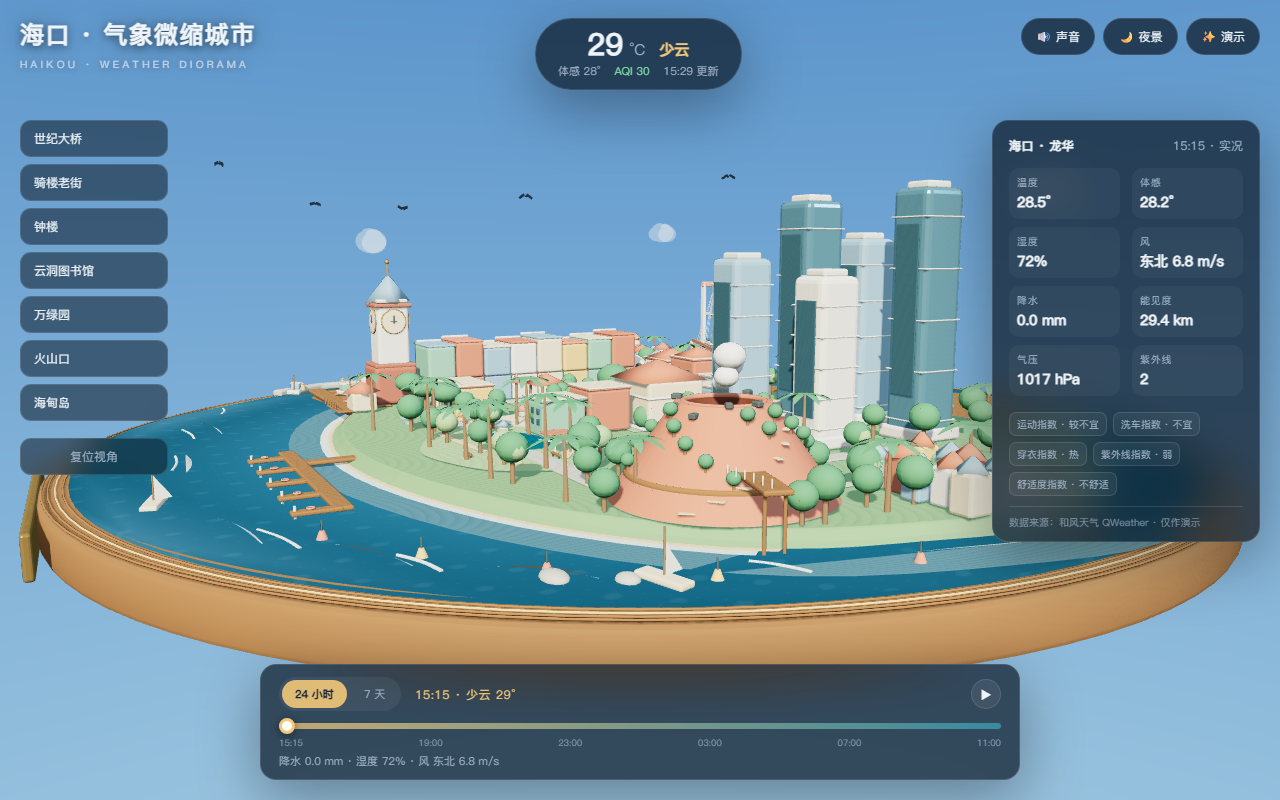 海口 · 气象微缩城市
HAIKOU · WEATHER DIORAMA
29 °C 少云
体感 28° AQI 30 15:29 更新
声音
夜景
演示
世纪大桥
骑楼老街
钟楼
云洞图书馆
万绿园
火山口
海甸岛
复位视角
海口 · 龙华 15:15 · 实况
温度
28.5°
体感
28.2°
湿度
72%
风
东北 6.8 m/s
降水
0.0 mm
能见度
29.4 km
气压
1017 hPa
紫外线
2
运动指数 · 较不宜
洗车指数 · 不宜
穿衣指数 · 热
紫外线指数 · 弱
舒适度指数 · 不舒适
数据来源：和风天气 QWeather · 仅作演示
24 小时 7 天 15:15 · 少云 29°
15:15 19:00 23:00 03:00 07:00 11:00
降水 0.0 mm · 湿度 72% · 风 东北 6.8 m/s